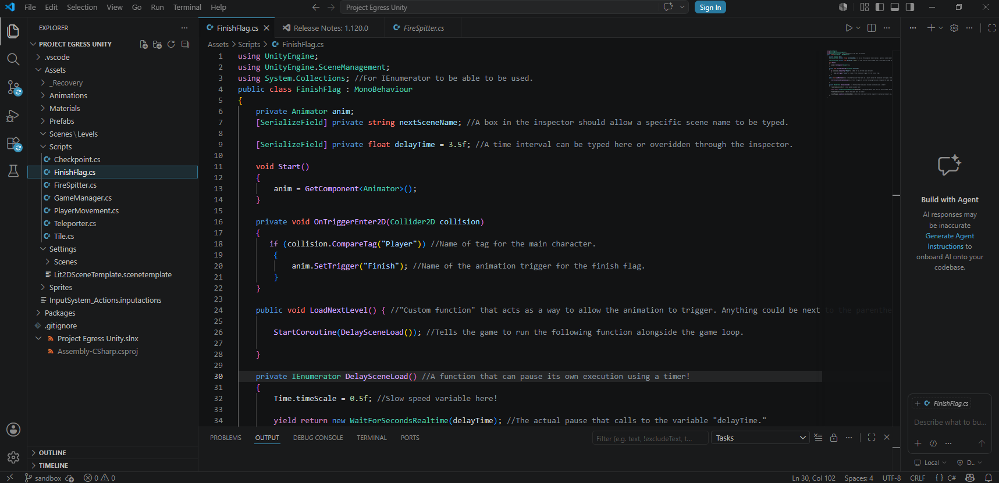 File Edit Selection View Go Run Terminal Help
Project Egress Unity
Sign In
EXPLORER
PROJECT EGRESS UNITY
.vscode
Assets
_Recovery
Animations
Materials
Prefabs
Scenes\Levels
Scripts
Checkpoint.cs
FinishFlag.cs
FireSpitter.cs
GameManager.cs
PlayerMovement.cs
Teleporter.cs
Tile.cs
Settings
Scenes
Lit2DSceneTemplate.scenetemplate
Sprites
InputSystem_Actions.inputactions
Packages
.gitignore
Project Egress Unity.slnx
Assembly-CSharp.csproj
OUTLINE
TIMELINE
FinishFlag.cs
Release Notes: 1.120.0
FireSpitter.cs
Assets > Scripts > FinishFlag.cs
1 using UnityEngine;
2 using UnityEngine.SceneManagement;
3 using System.Collections; //For IEnumerator to be able to be used.
4 public class FinishFlag : MonoBehaviour
5 {
6 private Animator anim;
7 [SerializeField] private string nextSceneName; //A box in the inspector should allow a specific scene name to be typed.
8
9 [SerializeField] private float delayTime = 3.5f; //A time interval can be typed here or overidden through the inspector.
10
11 void Start()
12 {
13 anim = GetComponent<Animator>();
14 }
15
16 private void OnTriggerEnter2D(Collider2D collision)
17 {
18 if (collision.CompareTag("Player")) //Name of tag for the main character.
19 {
20 anim.SetTrigger("Finish"); //Name of the animation trigger for the finish flag.
21 }
22 }
23
24 public void LoadNextLevel() { //"Custom function" that acts as a way to allow the animation to trigger. Anything could be next to the parenthe
25
26 StartCoroutine(DelaySceneLoad()); //Tells the game to run the following function alongside the game loop.
27
28 }
29
30 private IEnumerator DelaySceneLoad() //A function that can pause its own execution using a timer!
31 {
32 Time.timeScale = 0.5f; //Slow speed variable here!
33
34 yield return new WaitForSecondsRealtime(delayTime); //The actual pause that calls to the variable "delayTime."
PROBLEMS OUTPUT DEBUG CONSOLE TERMINAL PORTS
Filter (e.g. text, !excludeText, t...
Tasks
Build with Agent
AI responses may
be inaccurate
Generate Agent
Instructions to
onboard AI onto your
codebase.
FinishFlag.cs
Describe what to bu...
Local
D..
sandbox
0 0
Ln 30, Col 102 Spaces: 4 UTF-8 CRLF { } C#